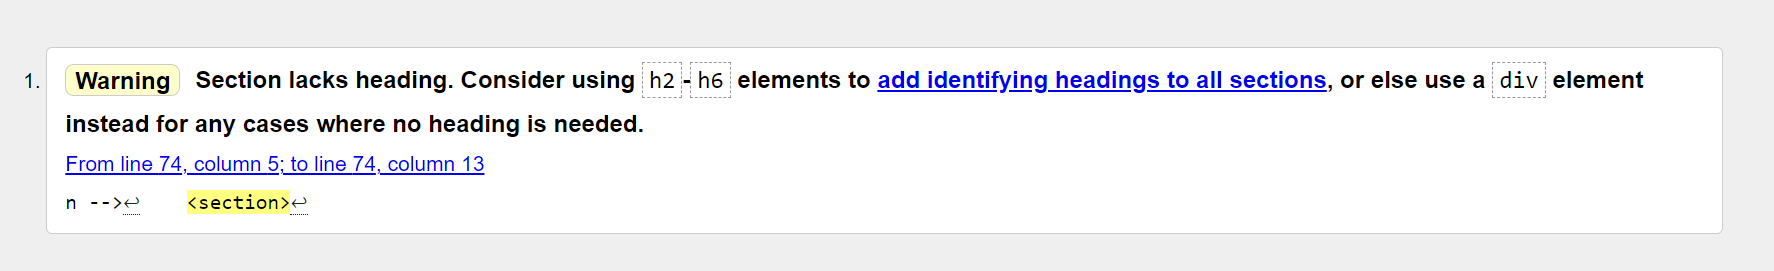 1. Warning Section lacks heading. Consider using h2-h6 elements to add identifying headings to all sections, or else use a div element
instead for any cases where no heading is needed.
From line 74, column 5; to line 74, column 13
n -->↩ <section>↩